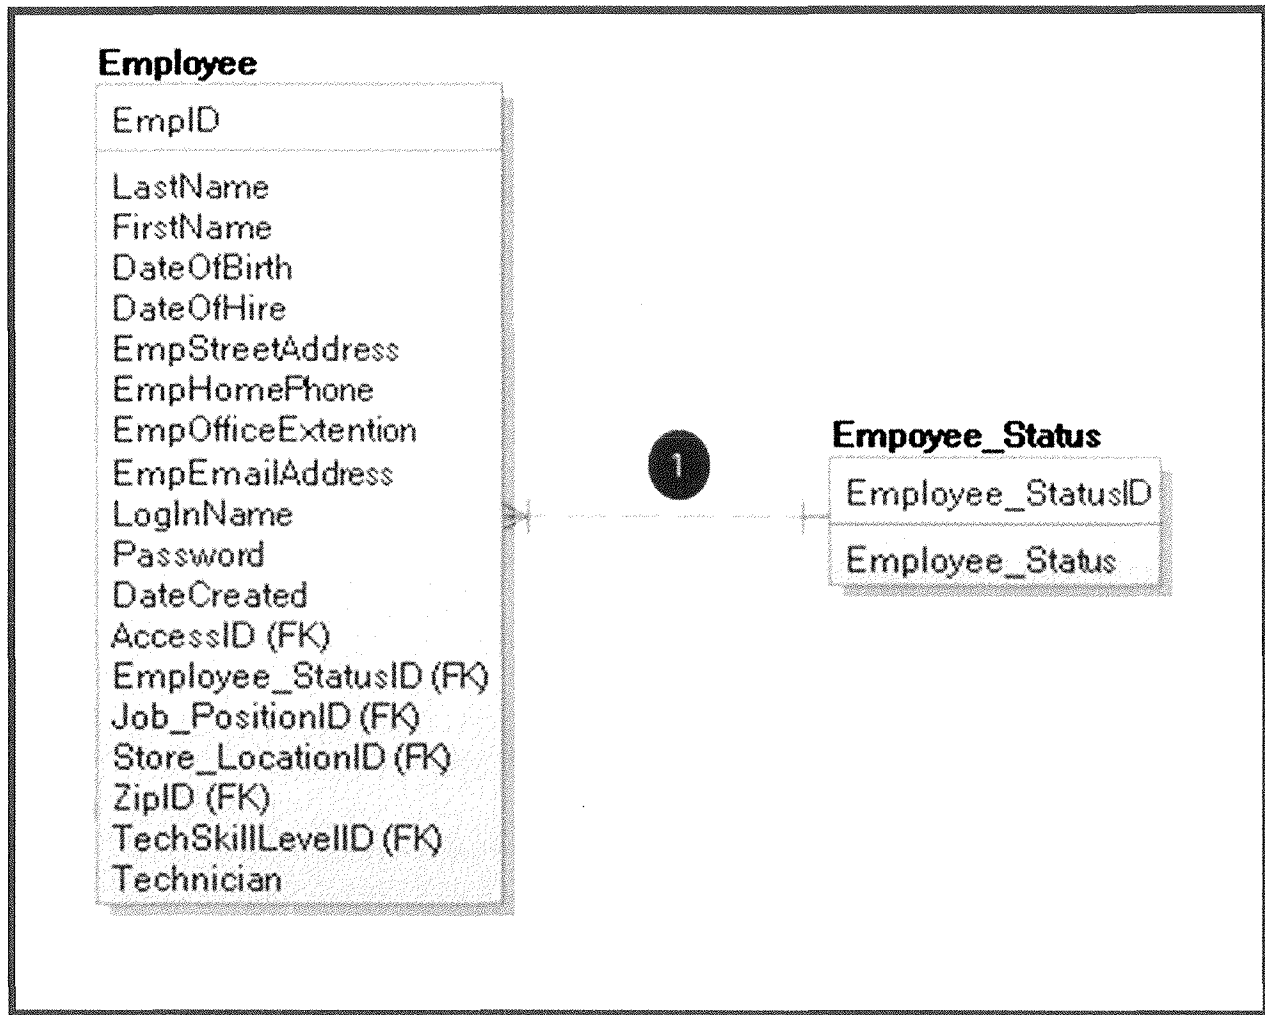 Employee
EmpID
LastName
FirstName
DateOfBirth
DateOfHire
EmpStreetAddress
EmpHomePhone
EmpOfficeExtention
EmpEmailAddress
LogInName
Password
DateCreated
AccessID (FK)
Employee_StatusID (FK)
Job_PositionID (FK)
Store_LocationID (FK)
ZipID (FK)
TechSkillLevelID (FK)
Technician
1
Empoyee_Status
Employee_StatusID
Employee_Status